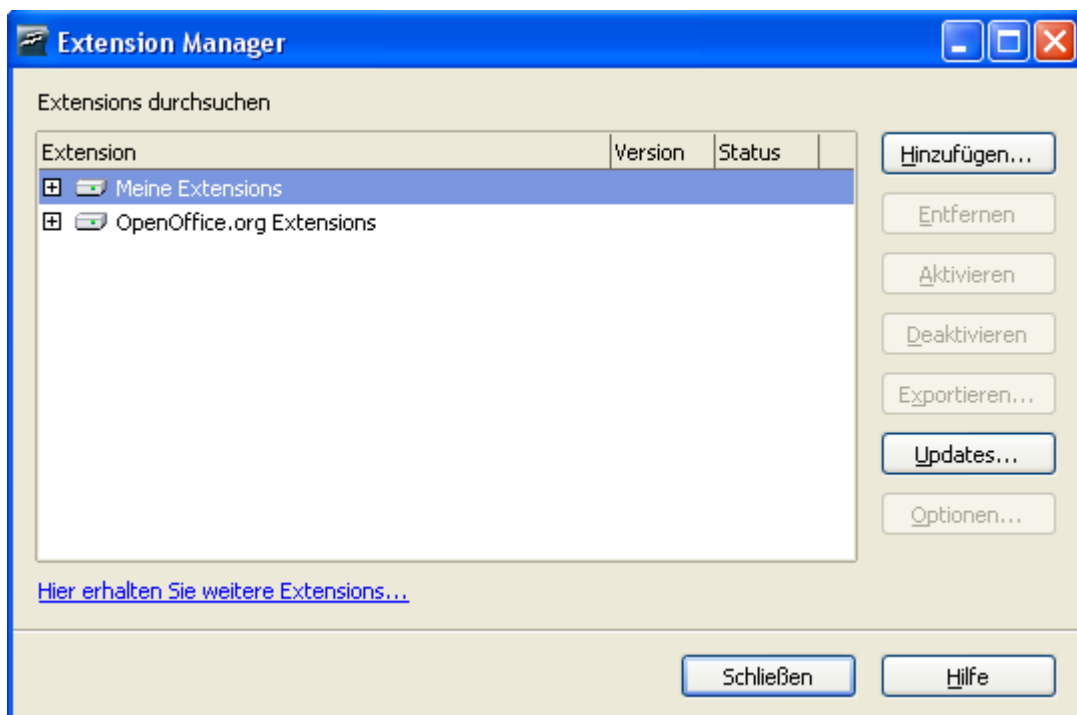 Extension Manager
Extensions durchsuchen
Extension Version Status
Meine Extensions
OpenOffice.org Extensions
Hinzufügen...
Entfernen
Aktivieren
Deaktivieren
Exportieren...
Updates...
Optionen...
Hier erhalten Sie weitere Extensions...
Schließen Hilfe